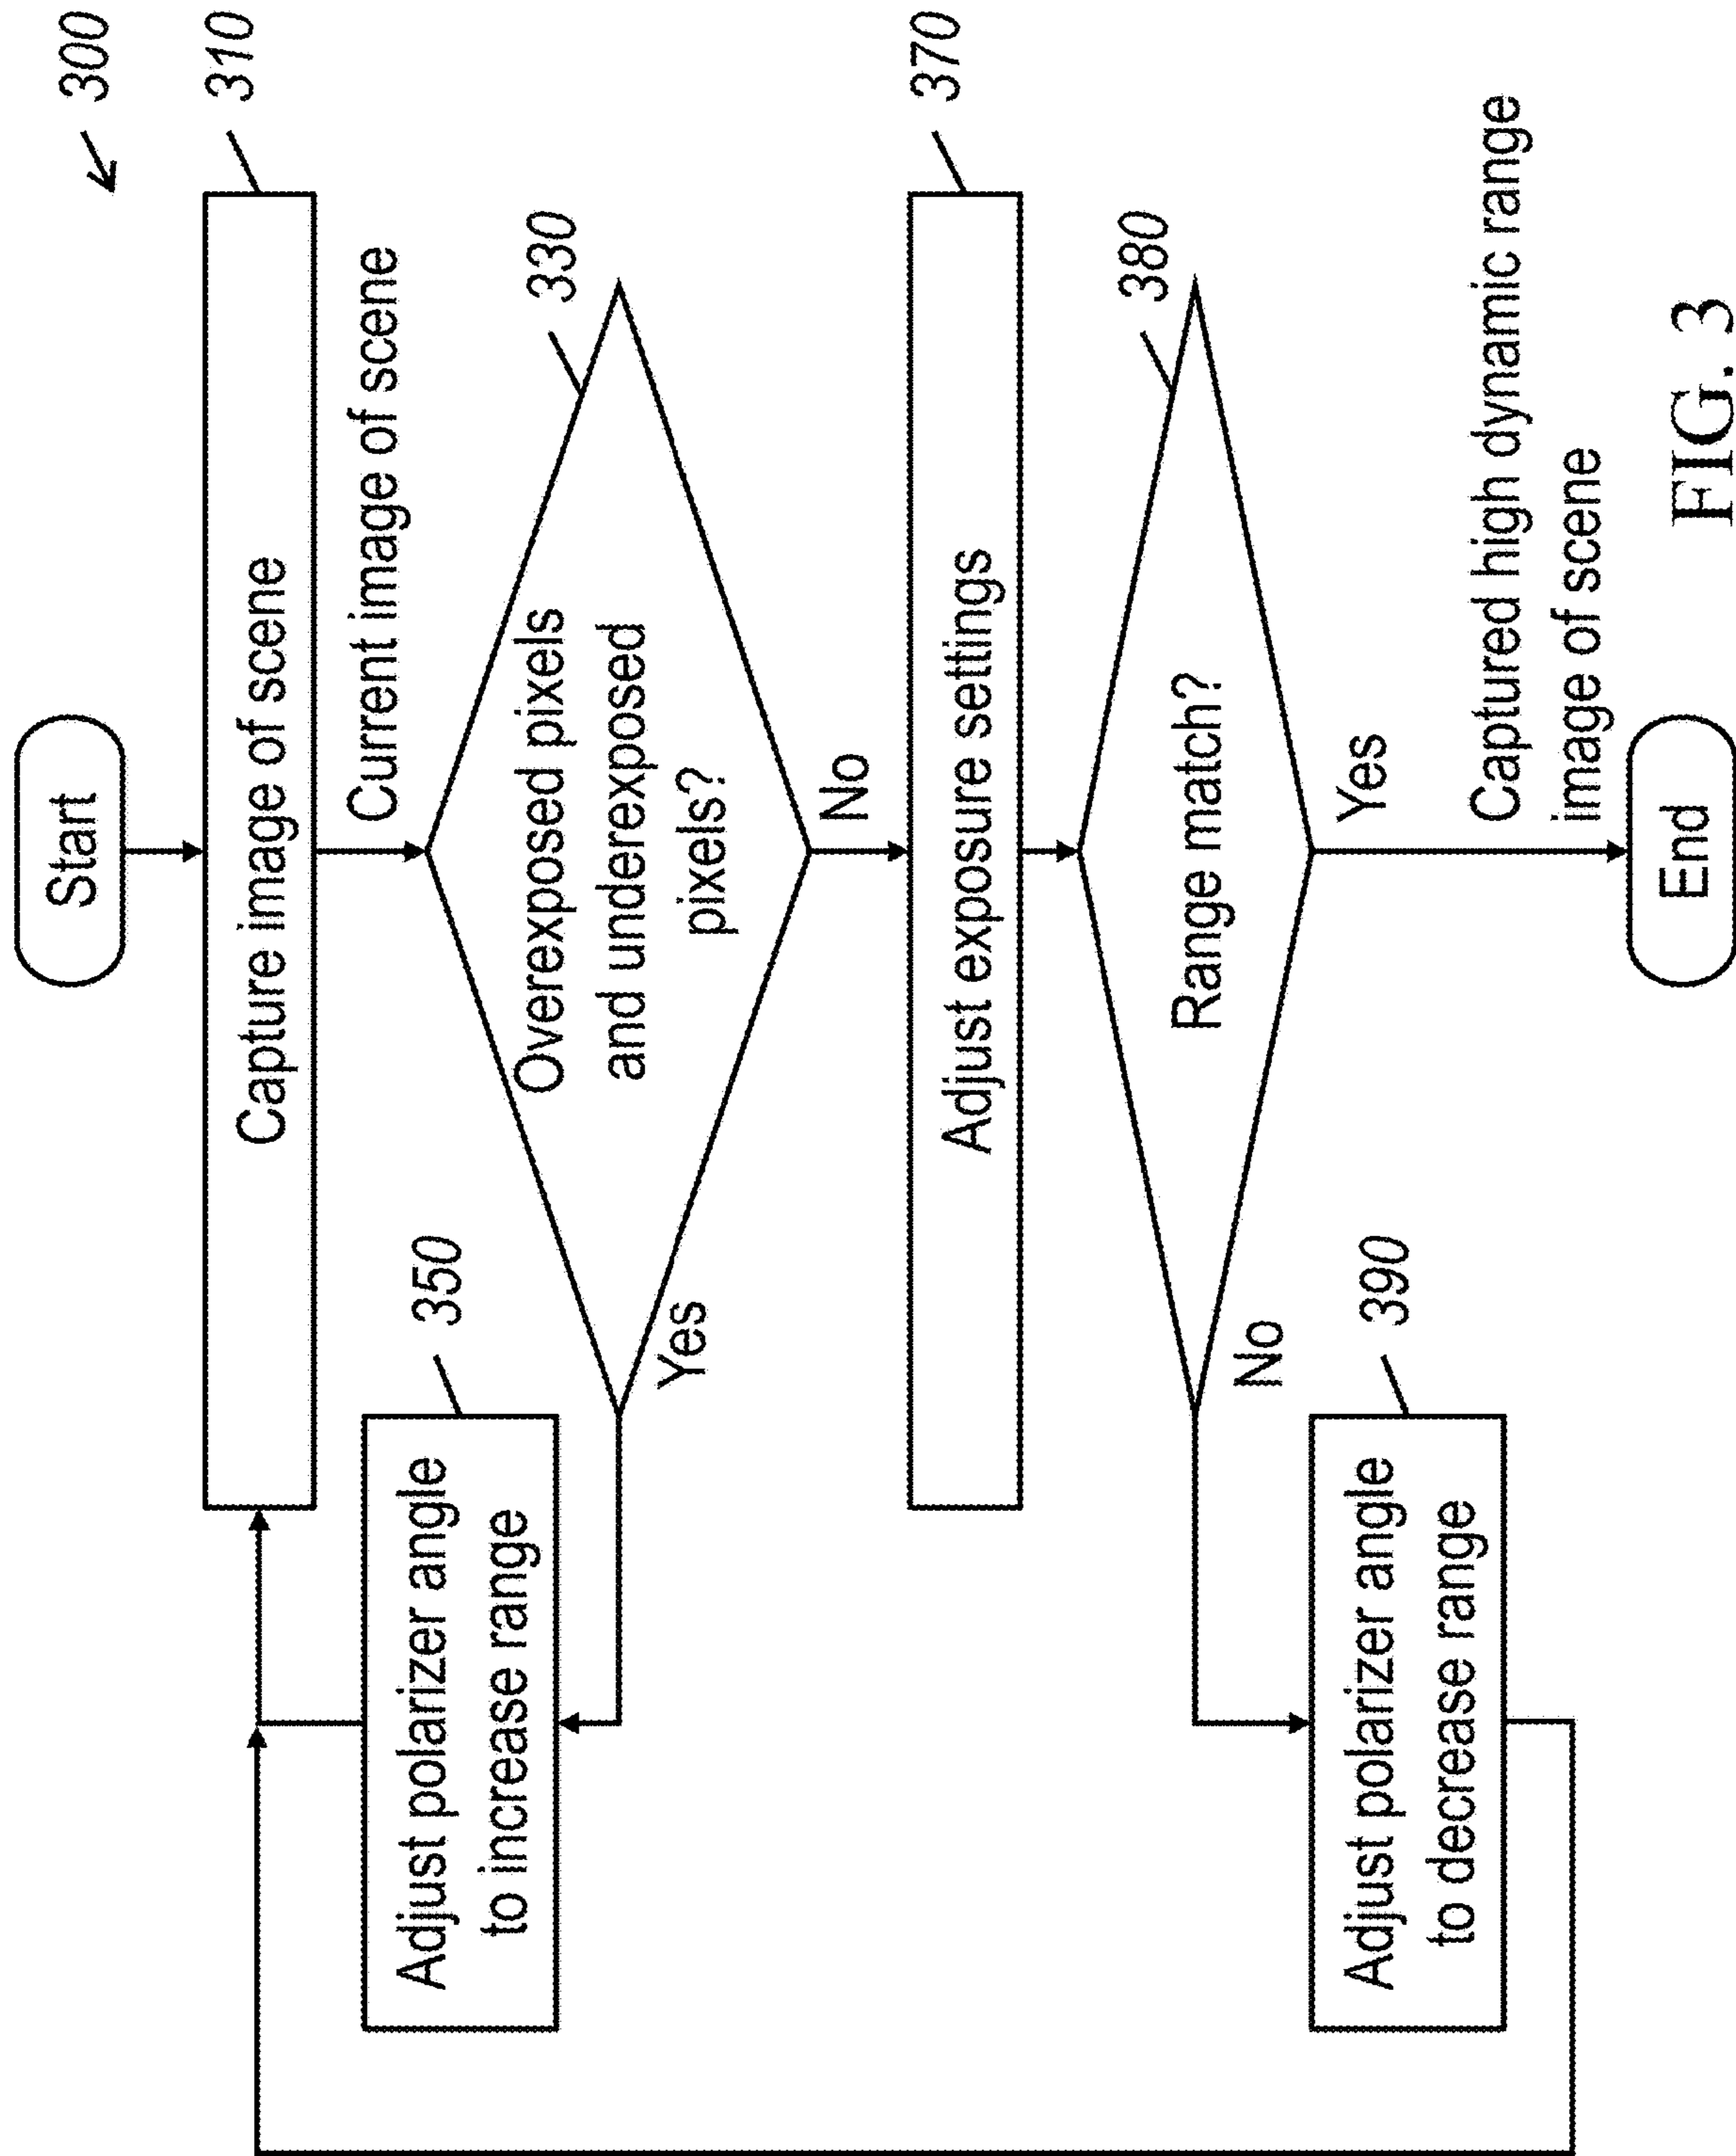 300
Start
310
Capture image of scene
Current image of scene
330
Overexposed pixels
and underexposed
pixels?
Yes
350
Adjust polarizer angle
to increase range
No
370
Adjust exposure settings
380
Range match?
No
390
Adjust polarizer angle
to decrease range
Yes
Captured high dynamic range
image of scene
End
FIG. 3